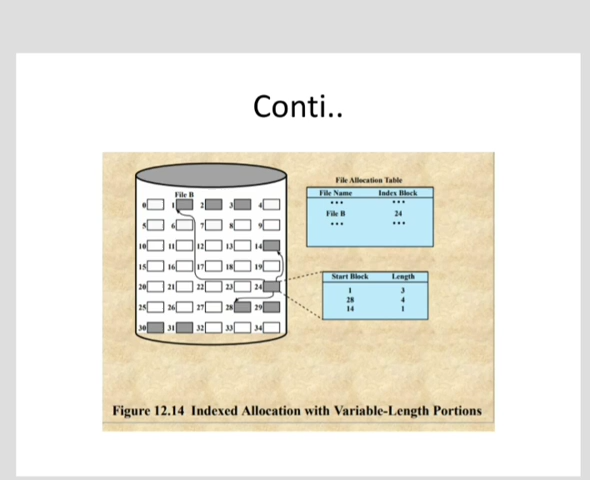 Conti..
File Allocation Table
File Name Index Block
... ...
File B 24
... ...
File B
0 1 2 3 4
5 6 7 8 9
10 11 12 13 14
15 16 17 18 19
20 21 22 23 24
25 26 27 28 29
30 31 32 33 34
Start Block Length
1 3
28 4
14 1
Figure 12.14 Indexed Allocation with Variable-Length Portions